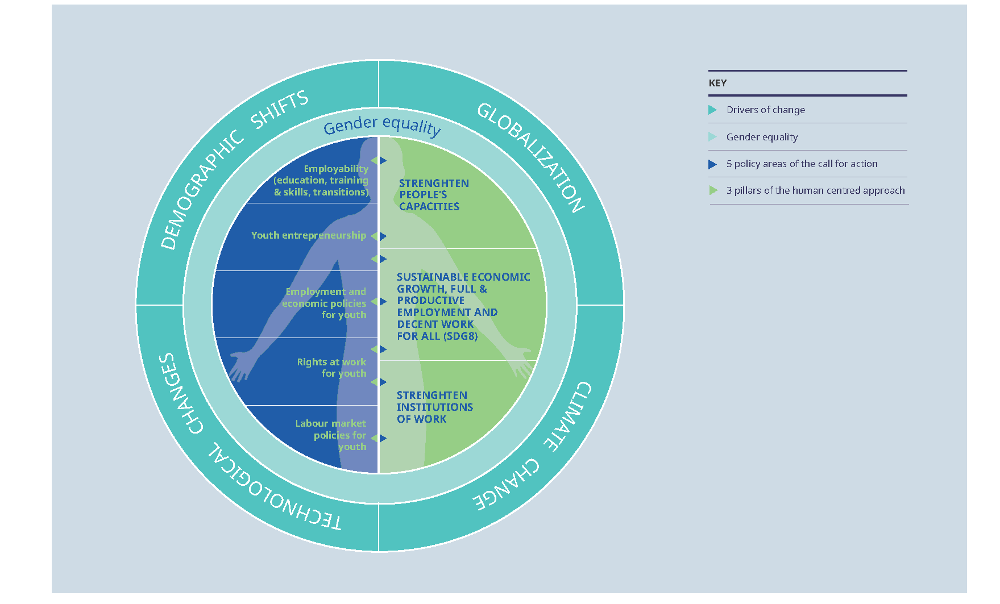 DEMOGRAPHIC SHIFTS
GLOBALIZATION
CLIMATE CHANGE
TECHNOLOGICAL CHANGES
Gender equality
Employability
(education, training
& skills, transitions)
Youth entrepreneurship
Employment and
economic policies
for youth
Rights at work
for youth
Labour market
policies for
youth
STRENGHTEN
PEOPLE'S
CAPACITIES
SUSTAINABLE ECONOMIC
GROWTH, FULL &
PRODUCTIVE
EMPLOYMENT AND
DECENT WORK
FOR ALL (SDG8)
STRENGHTEN
INSTITUTIONS
OF WORK
KEY
Drivers of change
Gender equality
5 policy areas of the call for action
3 pillars of the human centred approach